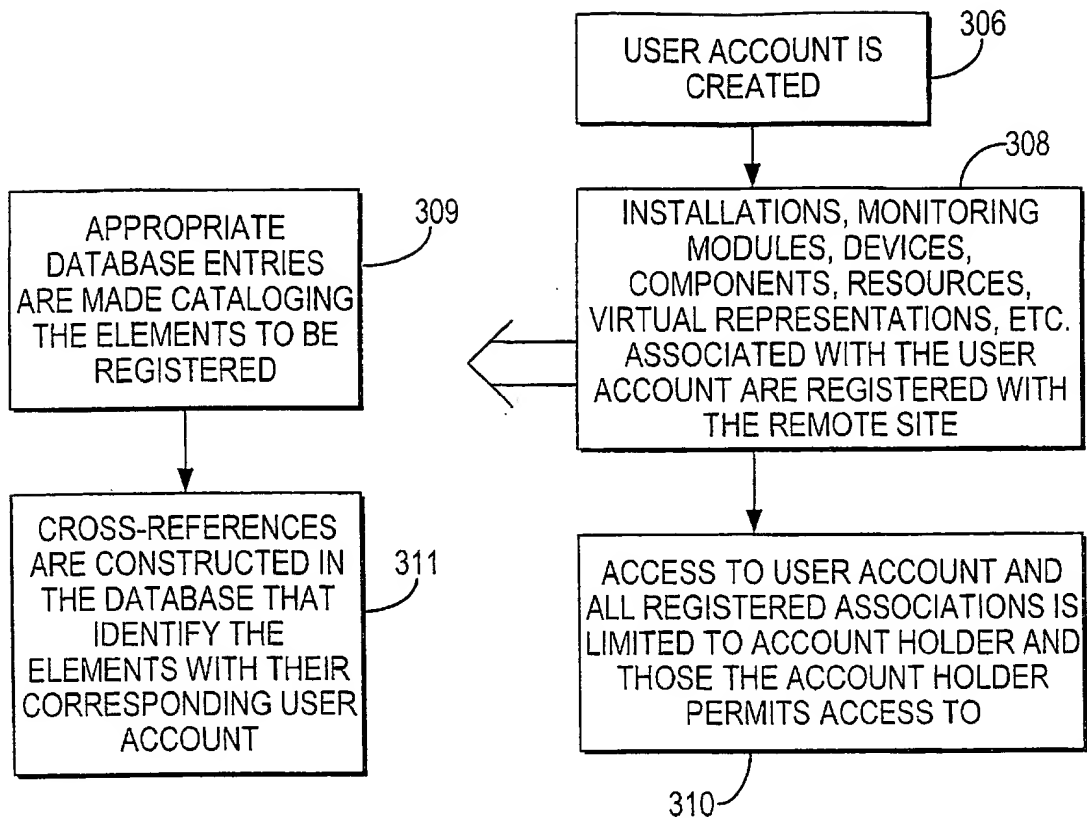 306
USER ACCOUNT IS
CREATED
308
INSTALLATIONS, MONITORING
MODULES, DEVICES,
COMPONENTS, RESOURCES,
VIRTUAL REPRESENTATIONS, ETC.
ASSOCIATED WITH THE USER
ACCOUNT ARE REGISTERED WITH
THE REMOTE SITE
309
APPROPRIATE
DATABASE ENTRIES
ARE MADE CATALOGING
THE ELEMENTS TO BE
REGISTERED
311
CROSS-REFERENCES
ARE CONSTRUCTED IN
THE DATABASE THAT
IDENTIFY THE
ELEMENTS WITH THEIR
CORRESPONDING USER
ACCOUNT
ACCESS TO USER ACCOUNT AND
ALL REGISTERED ASSOCIATIONS IS
LIMITED TO ACCOUNT HOLDER AND
THOSE THE ACCOUNT HOLDER
PERMITS ACCESS TO
310